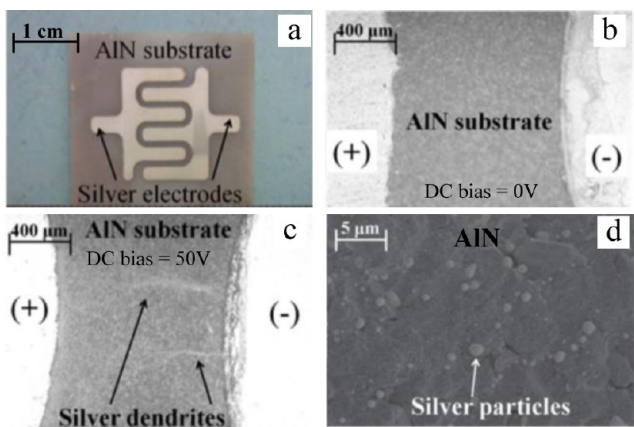 1 cm
a
AlN substrate
Silver electrodes
400 µm
b
AlN substrate
(+)
(-)
DC bias = 0V
400 µm
AlN substrate
c
DC bias = 50V
(+)
(-)
Silver dendrites
5 µm
AlN
d
Silver particles